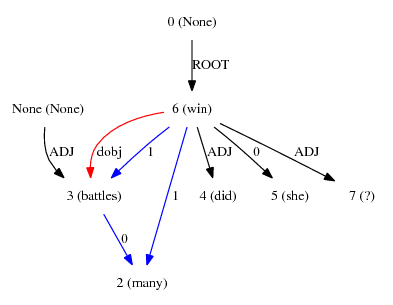 0 (None)
ROOT
None (None)
6 (win)
ADJ
dobj
1
ADJ
0
ADJ
3 (battles)
1
4 (did)
5 (she)
7 (?)
0
2 (many)